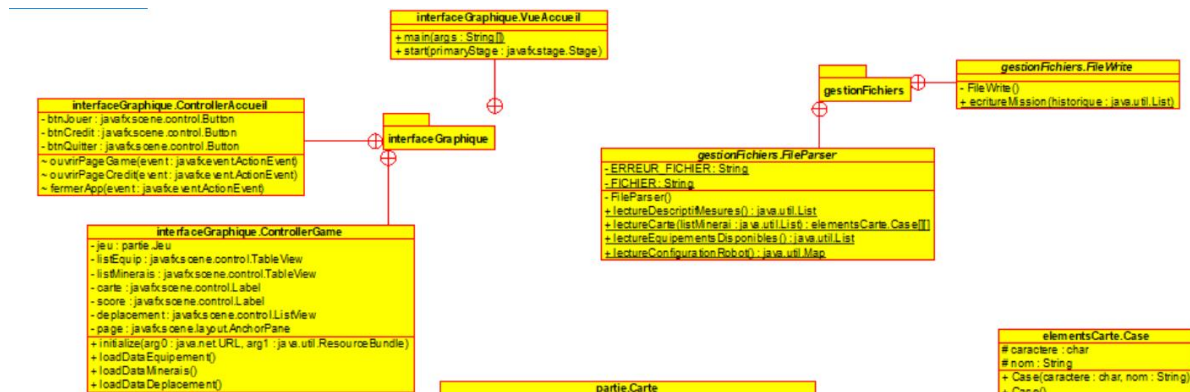 interfaceGraphique.VueAccueil
+ main(args : String[])
+ start(primaryStage : javafx.stage.Stage)
gestionFichiers
gestionFichiers.FileWrite
- FileWrite()
+ ecritureMission(historique : java.util.List)
interfaceGraphique.ControllerAccueil
- btnJouer : javafx.scene.control.Button
- btnCredit : javafx.scene.control.Button
- btnQuitter : javafx.scene.control.Button
~ ouvrirPageGame(event : javafx.event.ActionEvent)
~ ouvrirPageCredit(event : javafx.event.ActionEvent)
~ fermerApp(event : javafx.event.ActionEvent)
interfaceGraphique
gestionFichiers.FileParser
- ERREUR_FICHIER : String
- FICHIER : String
- FileParser()
+ lectureDescriptifMesures() : java.util.List
+ lectureCarte(listMinerai : java.util.List) : elementsCarte.Case[][]
+ lectureEquipementsDisponibles() : java.util.List
+ lectureConfigurationRobot() : java.util.Map
interfaceGraphique.ControllerGame
- jeu : partie.Jeu
- listEquip : javafx.scene.control.TableView
- listMinerais : javafx.scene.control.TableView
- carte : javafx.scene.control.Label
- score : javafx.scene.control.Label
- deplacement : javafx.scene.control.ListView
- page : javafx.scene.layout.AnchorPane
+ initialize(arg0 : java.net.URL, arg1 : java.util.ResourceBundle)
+ loadDataEquipement()
+ loadDataMinerais()
+ loadDataDeplacement()
partie.Carte
elementsCarte.Case
# caractere : char
# nom : String
+ Case(caractere : char, nom : String)
+ Case()